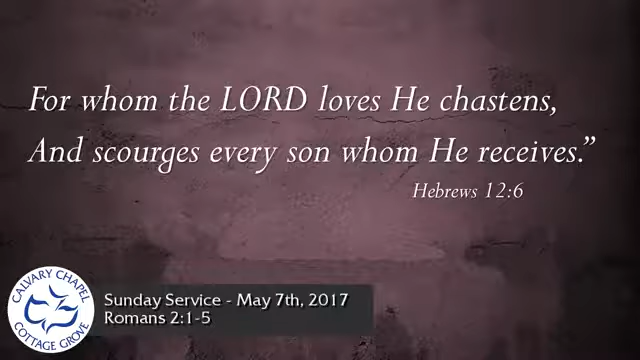 For whom the LORD loves He chastens,
And scourges every son whom He receives.”
Hebrews 12:6
CALVARY CHAPEL
COTTAGE GROVE
Sunday Service - May 7th, 2017
Romans 2:1-5